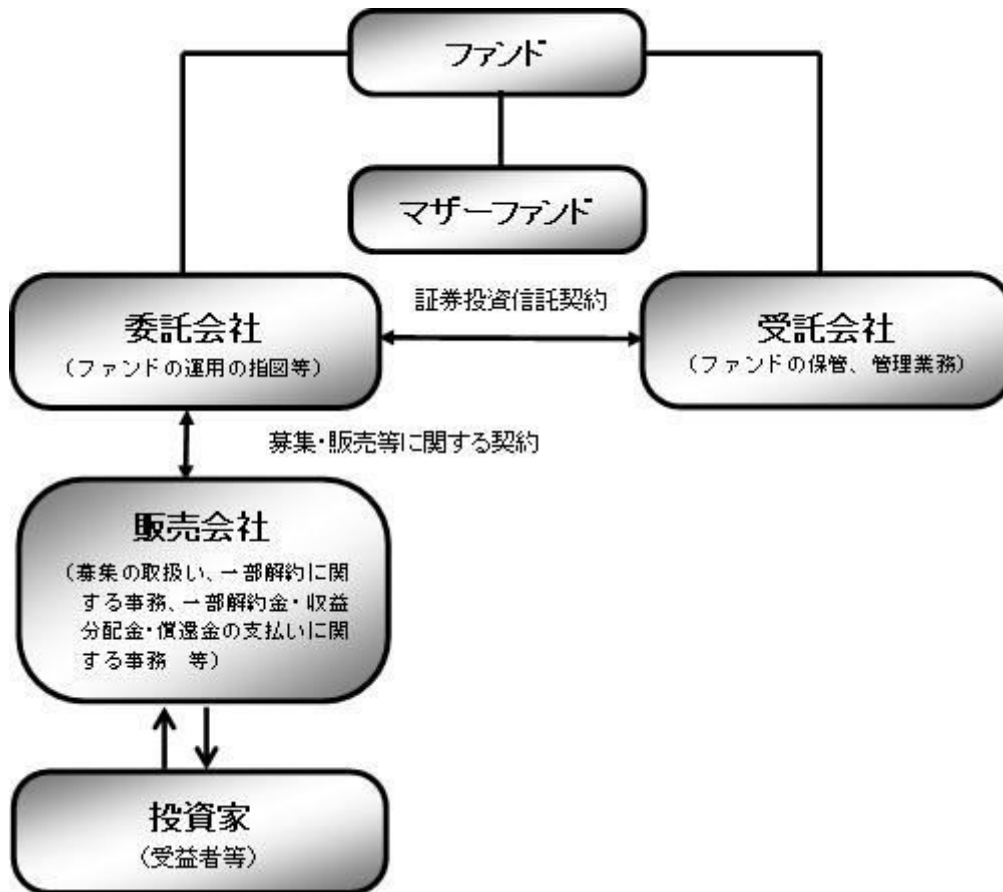 ファンド
マザーファンド
証券投資信託契約
委託会社
（ファンドの運用の指図等）
受託会社
（ファンドの保管、管理業務）
募集・販売等に関する契約
販売会社
（募集の取扱い、一部解約に関
する事務、一部解約金・収益
分配金・償還金の支払いに関
する事務　等）
投資家
（受益者等）